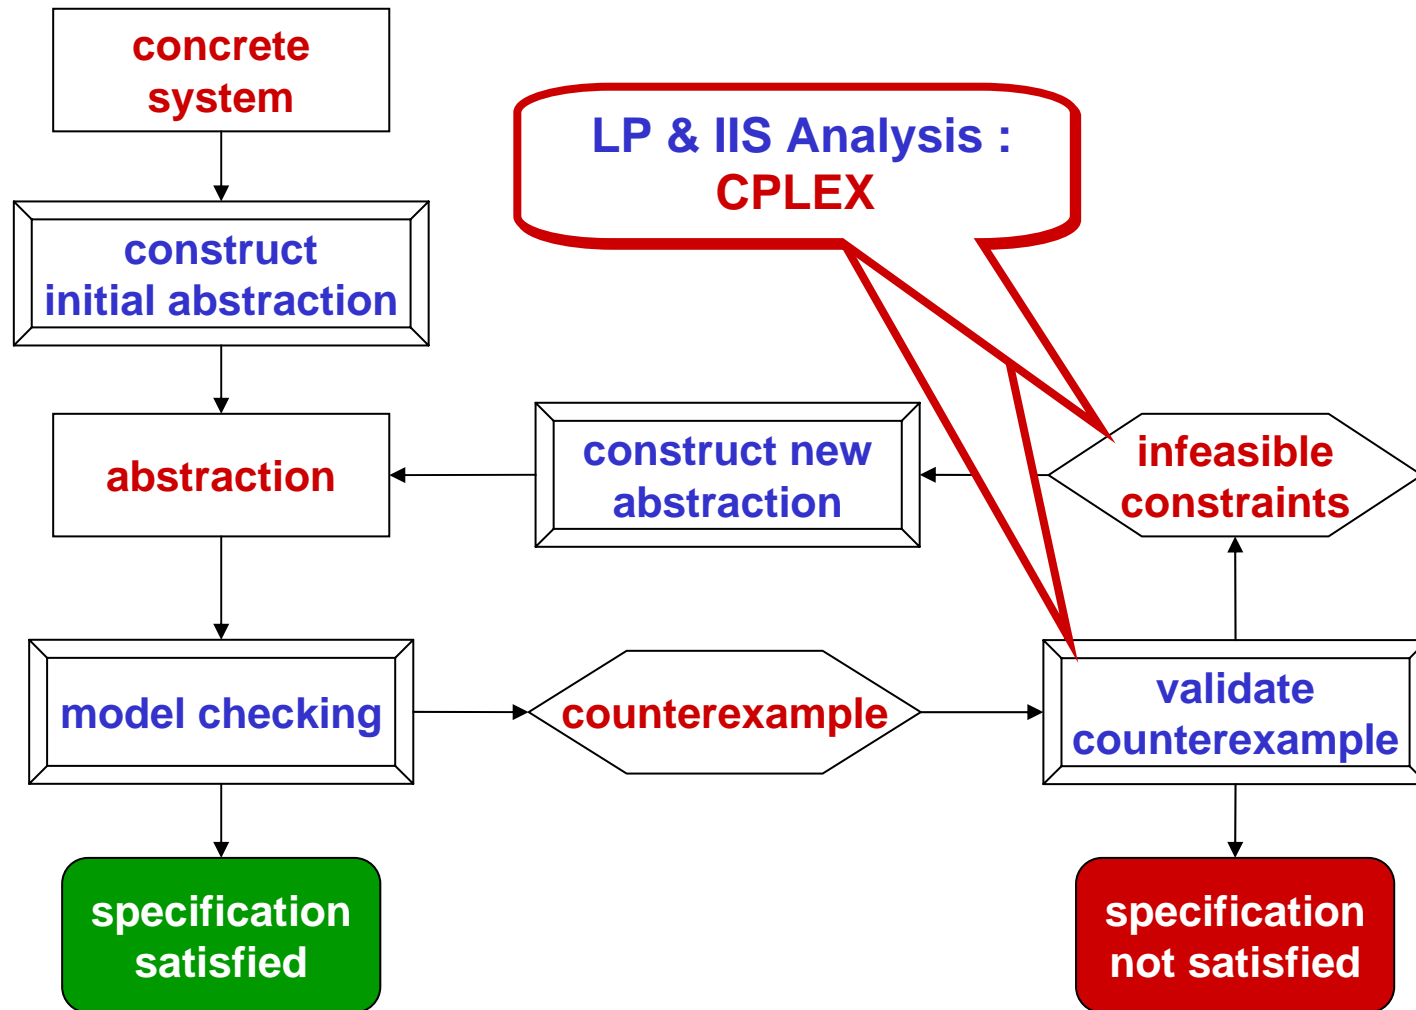 concrete
system
LP & IIS Analysis :
CPLEX
construct
initial abstraction
abstraction
construct new
abstraction
infeasible
constraints
model checking
counterexample
validate
counterexample
specification
satisfied
specification
not satisfied